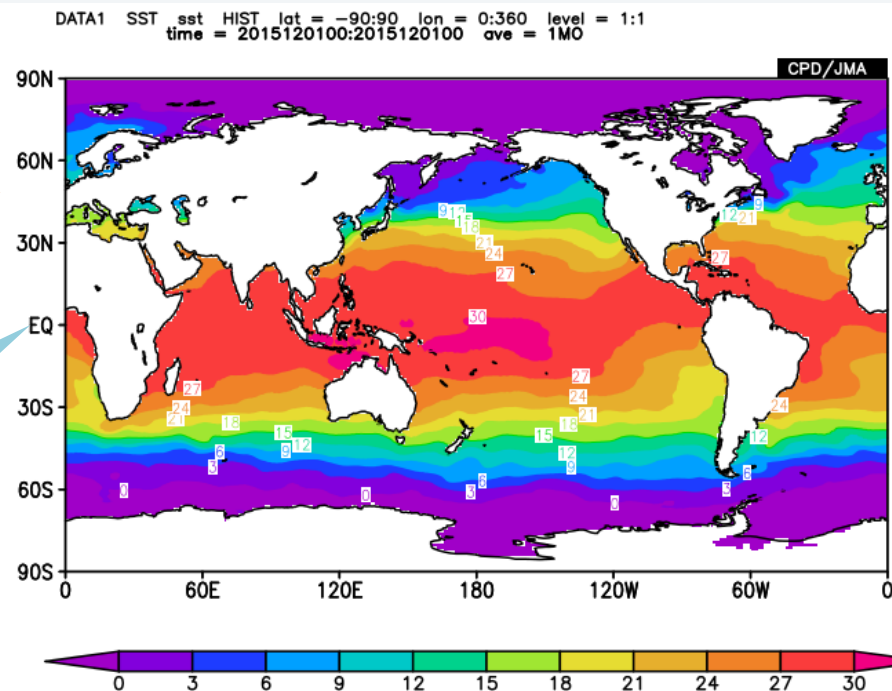 DATA1 SST sst HIST lat = -90:90 lon = 0:360 level = 1:1
time = 2015120100:2015120100 ave = 1MO
CPD/JMA
90N
60N
9 12 15 18 9 12 21
30N
21 24 27 27
EQ
30
27 27
24 24 24
30S
21 18 21 18
15 12 15 12 12
6 9 9 6
3 6 3 3
60S
0 0 0
90S
0 60E 120E 180 120W 60W 0
0 3 6 9 12 15 18 21 24 27 30